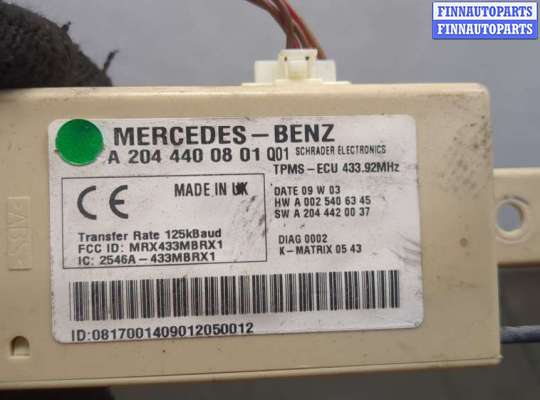 FINNAUTOPARTS
FINNAUTOPARTS
MERCEDES-BENZ
A 204 440 08 01 Q01 SCHRADER ELECTRONICS
TPMS-ECU 433.92MHz
CE MADE IN UK
DATE 09 W 03
HW A 002 540 63 45
SW A 204 442 00 37
Transfer Rate 125kBaud
FCC ID: MRX433MBRX1
IC: 2546A-433MBRX1
DIAG 0002
K-MATRIX 05 43
ID:0817001409012050012